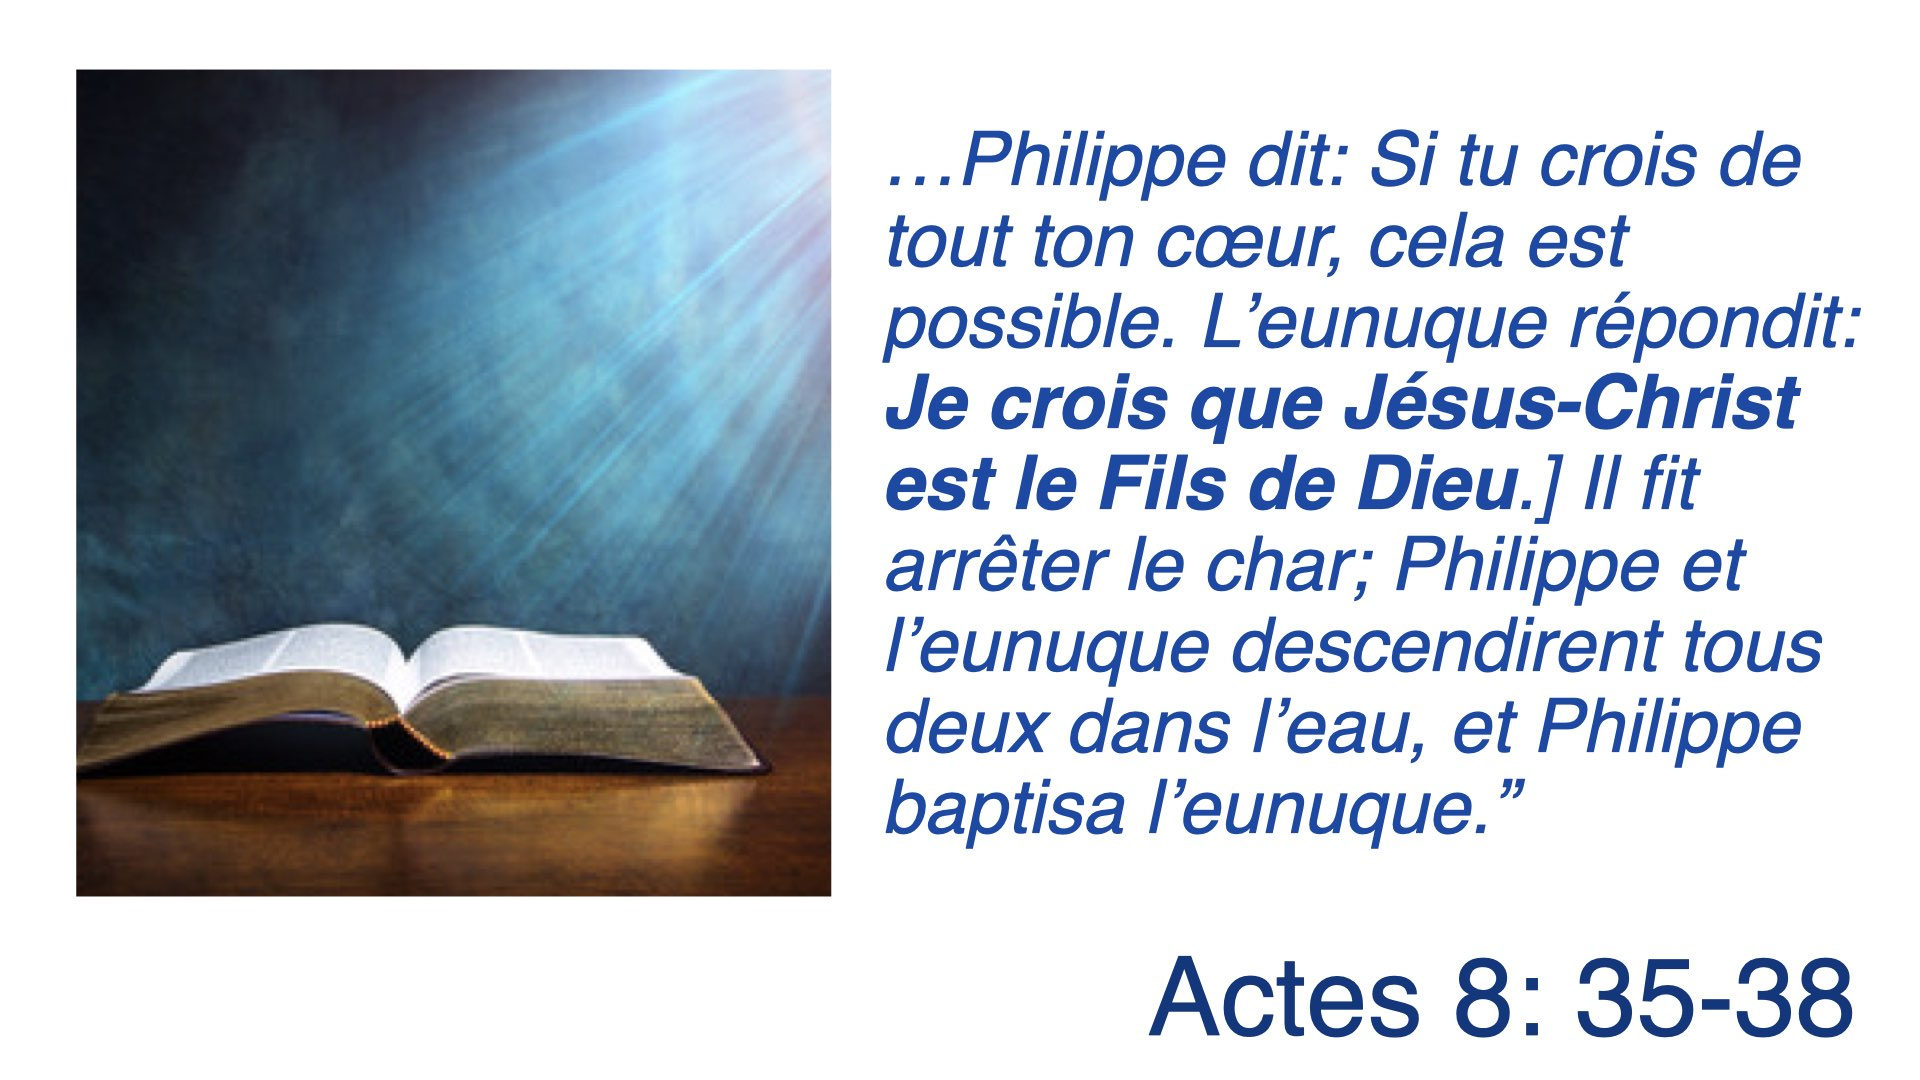 …Philippe dit: Si tu crois de
tout ton cœur, cela est
possible. L’eunuque répondit:
Je crois que Jésus-Christ
est le Fils de Dieu.] Il fit
arrêter le char; Philippe et
l’eunuque descendirent tous
deux dans l’eau, et Philippe
baptisa l’eunuque.”
Actes 8: 35-38